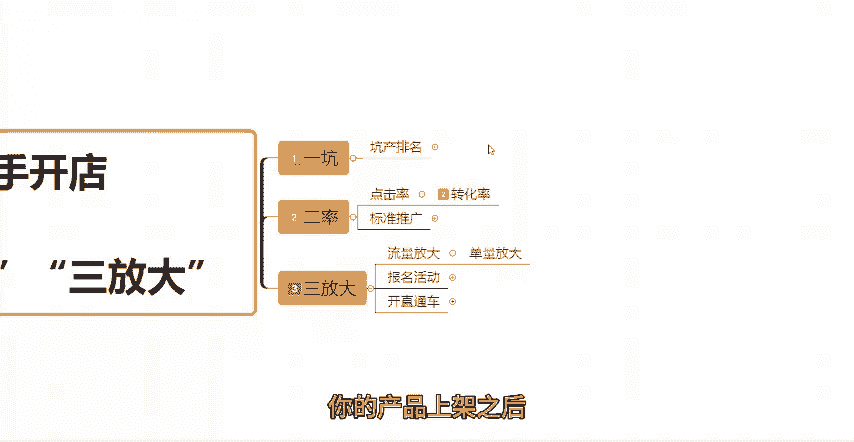 手开店
” “三放大”
1 一坑
坑产排名
2 二率
点击率 2 转化率
标准推广
3 三放大
流量放大 单量放大
报名活动
开直通车
你的产品上架之后